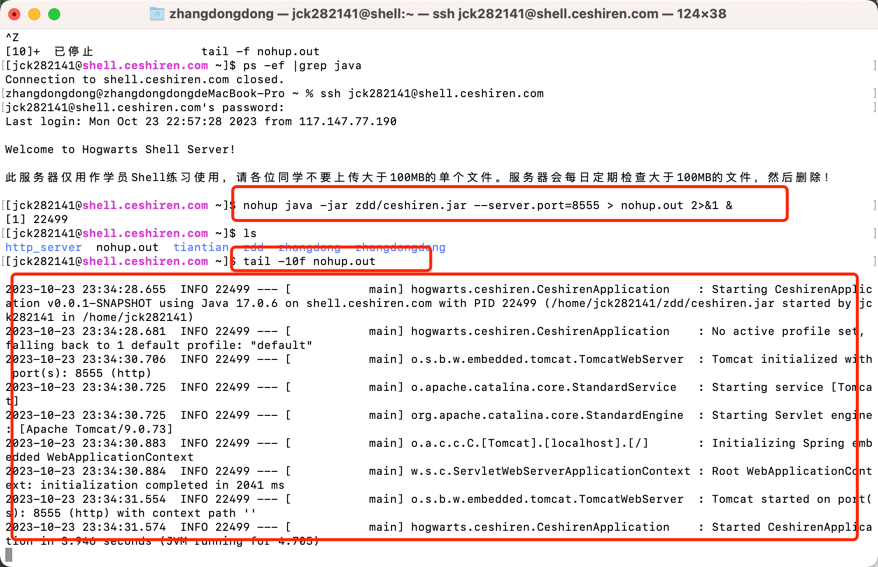 zhangdongdong — jck282141@shell:~ — ssh jck282141@shell.ceshiren.com — 124×38
^Z
[10]+  已停止               tail -f nohup.out
[jck282141@shell.ceshiren.com ~]$ ps -ef |grep java
Connection to shell.ceshiren.com closed.
zhangdongdong@zhangdongdongdeMacBook-Pro ~ % ssh jck282141@shell.ceshiren.com
jck282141@shell.ceshiren.com's password:
Last login: Mon Oct 23 22:57:28 2023 from 117.147.77.190
Welcome to Hogwarts Shell Server!
此服务器仅用作学员Shell练习使用，请各位同学不要上传大于100MB的单个文件。服务器会每日定期检查大于100MB的文件，然后删除！
[jck282141@shell.ceshiren.com ~]$ nohup java -jar zdd/ceshiren.jar --server.port=8555 > nohup.out 2>&1 &
[1] 22499
[jck282141@shell.ceshiren.com ~]$ ls
http_server  nohup.out  tiantian  zdd  zhangdong  zhangdongdong
[jck282141@shell.ceshiren.com ~]$ tail -10f nohup.out
2023-10-23 23:34:28.655  INFO 22499 --- [           main] hogwarts.ceshiren.CeshirenApplication    : Starting CeshirenApplic
ation v0.0.1-SNAPSHOT using Java 17.0.6 on shell.ceshiren.com with PID 22499 (/home/jck282141/zdd/ceshiren.jar started by jc
k282141 in /home/jck282141)
2023-10-23 23:34:28.681  INFO 22499 --- [           main] hogwarts.ceshiren.CeshirenApplication    : No active profile set,
falling back to 1 default profile: "default"
2023-10-23 23:34:30.706  INFO 22499 --- [           main] o.s.b.w.embedded.tomcat.TomcatWebServer  : Tomcat initialized with
port(s): 8555 (http)
2023-10-23 23:34:30.725  INFO 22499 --- [           main] o.apache.catalina.core.StandardService   : Starting service [Tomca
t]
2023-10-23 23:34:30.725  INFO 22499 --- [           main] org.apache.catalina.core.StandardEngine  : Starting Servlet engine
: [Apache Tomcat/9.0.73]
2023-10-23 23:34:30.883  INFO 22499 --- [           main] o.a.c.c.C.[Tomcat].[localhost].[/]       : Initializing Spring emb
edded WebApplicationContext
2023-10-23 23:34:30.884  INFO 22499 --- [           main] w.s.c.ServletWebServerApplicationContext : Root WebApplicationCont
ext: initialization completed in 2041 ms
2023-10-23 23:34:31.554  INFO 22499 --- [           main] o.s.b.w.embedded.tomcat.TomcatWebServer  : Tomcat started on port(
s): 8555 (http) with context path ''
2023-10-23 23:34:31.574  INFO 22499 --- [           main] hogwarts.ceshiren.CeshirenApplication    : Started CeshirenApplica
tion in 3.946 seconds (JVM running for 4.705)